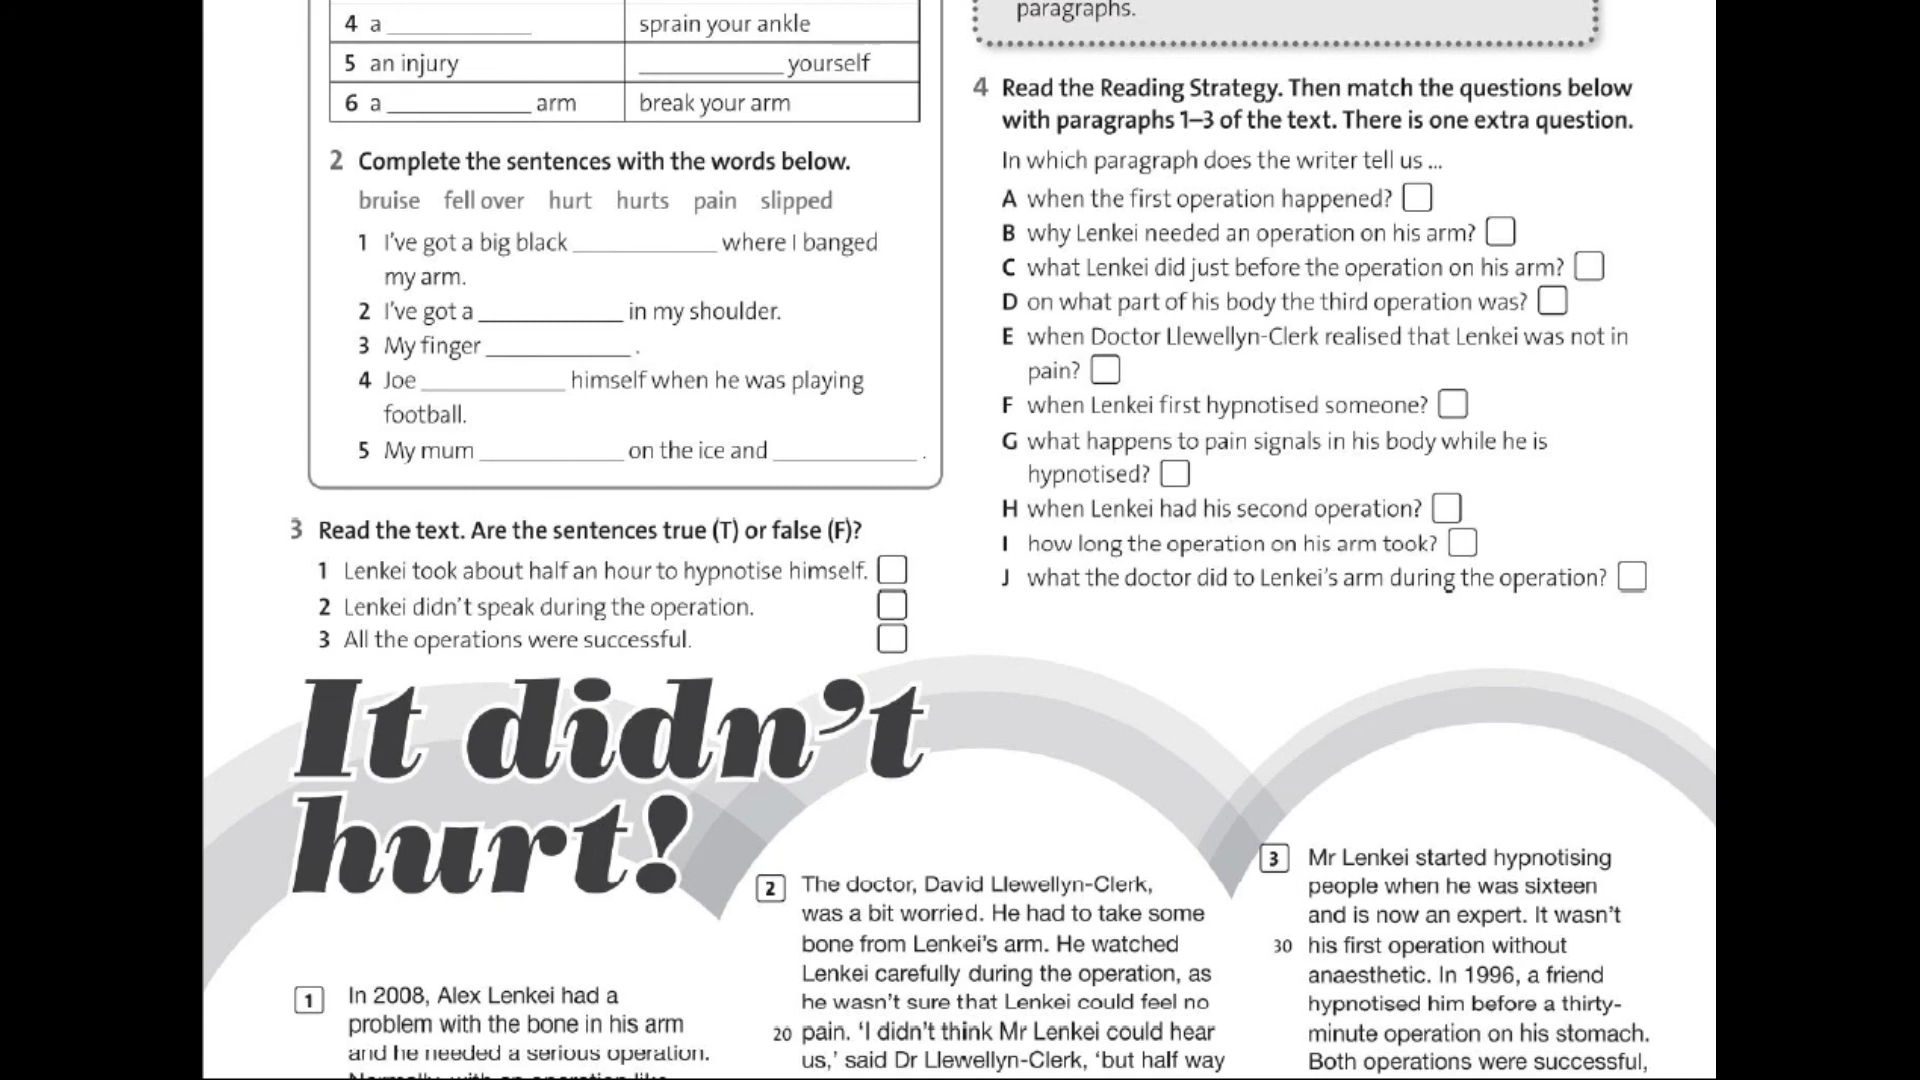 4 a ____________
sprain your ankle
5 an injury
____________ yourself
6 a ____________ arm
break your arm
2 Complete the sentences with the words below.
bruise fell over hurt hurts pain slipped
1 I've got a big black ____________ where I banged
my arm.
2 I've got a ____________ in my shoulder.
3 My finger ____________ .
4 Joe ____________ himself when he was playing
football.
5 My mum ____________ on the ice and ____________ .
3 Read the text. Are the sentences true (T) or false (F)?
1 Lenkei took about half an hour to hypnotise himself.
2 Lenkei didn't speak during the operation.
3 All the operations were successful.
paragraphs.
4 Read the Reading Strategy. Then match the questions below
with paragraphs 1–3 of the text. There is one extra question.
In which paragraph does the writer tell us ...
A when the first operation happened?
B why Lenkei needed an operation on his arm?
C what Lenkei did just before the operation on his arm?
D on what part of his body the third operation was?
E when Doctor Llewellyn-Clerk realised that Lenkei was not in
pain?
F when Lenkei first hypnotised someone?
G what happens to pain signals in his body while he is
hypnotised?
H when Lenkei had his second operation?
I how long the operation on his arm took?
J what the doctor did to Lenkei's arm during the operation?
It didn't
hurt!
1 In 2008, Alex Lenkei had a
problem with the bone in his arm
and he needed a serious operation.
Normally, with an operation like
2 The doctor, David Llewellyn-Clerk,
was a bit worried. He had to take some
bone from Lenkei's arm. He watched
Lenkei carefully during the operation, as
he wasn't sure that Lenkei could feel no
20 pain. 'I didn't think Mr Lenkei could hear
us,' said Dr Llewellyn-Clerk, 'but half way
3 Mr Lenkei started hypnotising
people when he was sixteen
and is now an expert. It wasn't
30 his first operation without
anaesthetic. In 1996, a friend
hypnotised him before a thirty-
minute operation on his stomach.
Both operations were successful,